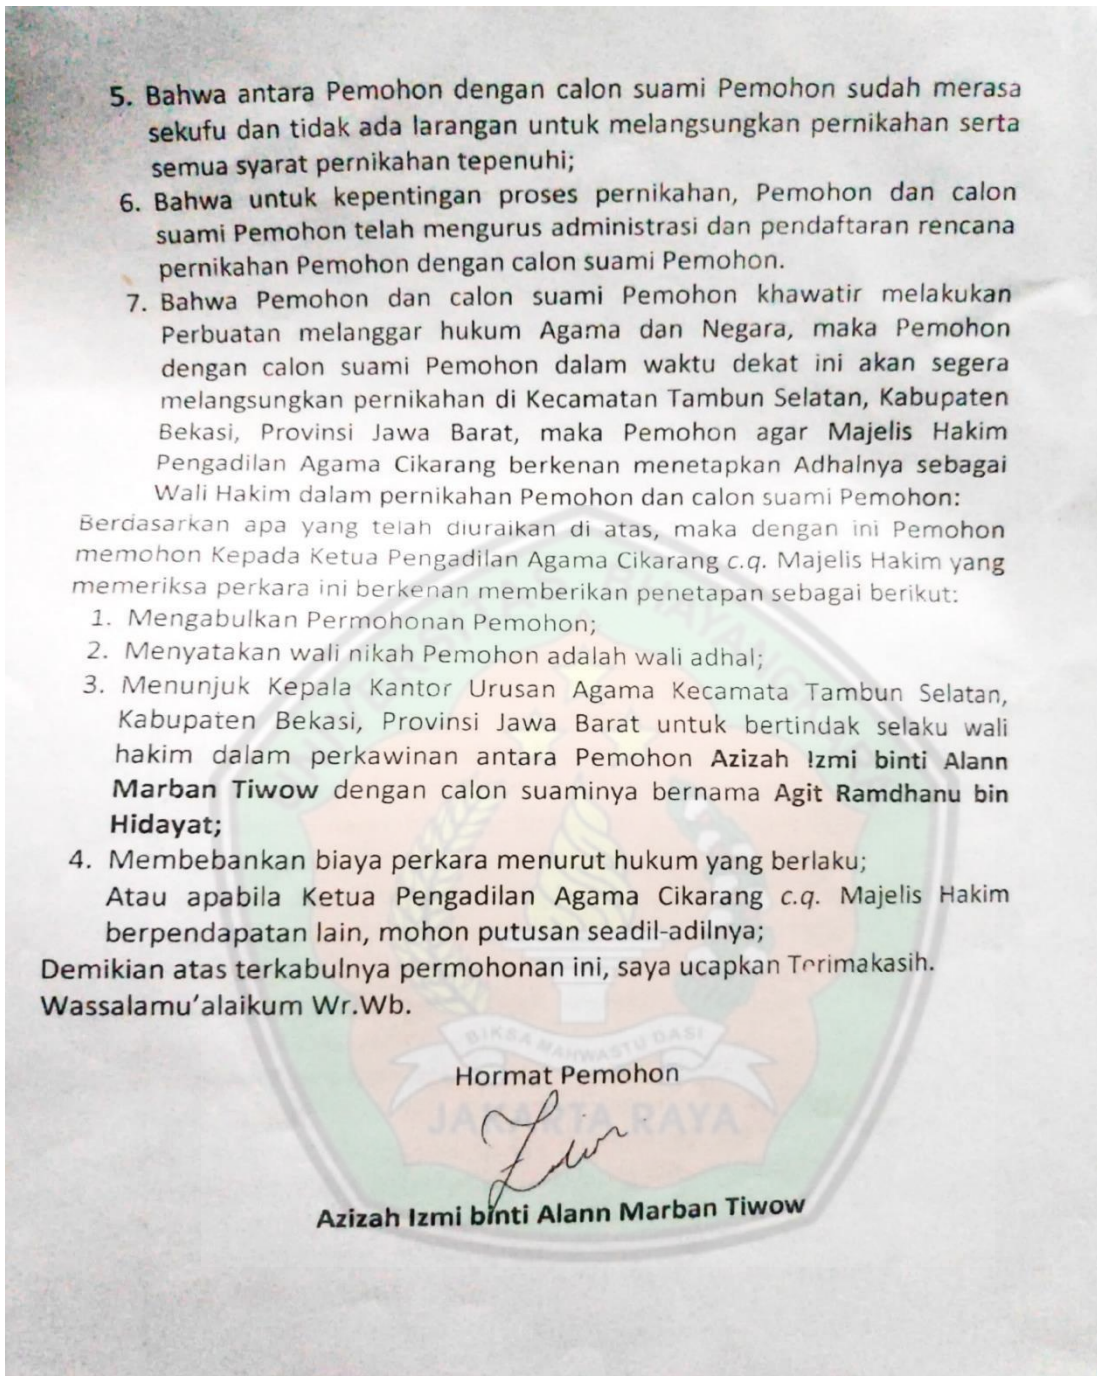 5. Bahwa antara Pemohon dengan calon suami Pemohon sudah merasa
sekufu dan tidak ada larangan untuk melangsungkan pernikahan serta
semua syarat pernikahan tepenuhi;
6. Bahwa untuk kepentingan proses pernikahan, Pemohon dan calon
suami Pemohon telah mengurus administrasi dan pendaftaran rencana
pernikahan Pemohon dengan calon suami Pemohon.
7. Bahwa Pemohon dan calon suami Pemohon khawatir melakukan
Perbuatan melanggar hukum Agama dan Negara, maka Pemohon
dengan calon suami Pemohon dalam waktu dekat ini akan segera
melangsungkan pernikahan di Kecamatan Tambun Selatan, Kabupaten
Bekasi, Provinsi Jawa Barat, maka Pemohon agar Majelis Hakim
Pengadilan Agama Cikarang berkenan menetapkan Adhalnya sebagai
Wali Hakim dalam pernikahan Pemohon dan calon suami Pemohon:
Berdasarkan apa yang telah diuraikan di atas, maka dengan ini Pemohon
memohon Kepada Ketua Pengadilan Agama Cikarang c.q. Majelis Hakim yang
memeriksa perkara ini berkenan memberikan penetapan sebagai berikut:
1. Mengabulkan Permohonan Pemohon;
2. Menyatakan wali nikah Pemohon adalah wali adhal;
3. Menunjuk Kepala Kantor Urusan Agama Kecamata Tambun Selatan,
Kabupaten Bekasi, Provinsi Jawa Barat untuk bertindak selaku wali
hakim dalam perkawinan antara Pemohon Azizah Izmi binti Alann
Marban Tiwow dengan calon suaminya bernama Agit Ramdhanu bin
Hidayat;
4. Membebankan biaya perkara menurut hukum yang berlaku;
Atau apabila Ketua Pengadilan Agama Cikarang c.q. Majelis Hakim
berpendapatan lain, mohon putusan seadil-adilnya;
Demikian atas terkabulnya permohonan ini, saya ucapkan Terimakasih.
Wassalamu'alaikum Wr.Wb.
BIKSA MAHWASTU DASI
Hormat Pemohon
JAKARTA RAYA
Azizah Izmi binti Alann Marban Tiwow